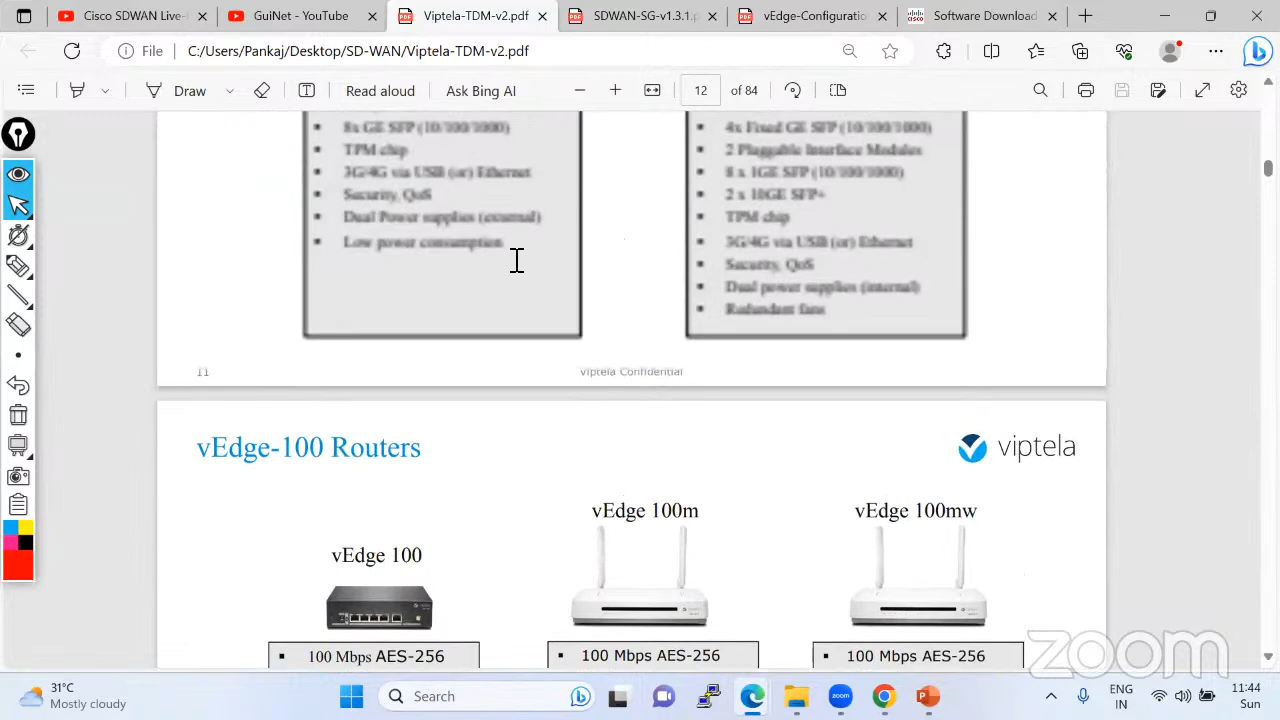 Cisco SDWAN Live-I
GuiNet - YouTube
Viptela-TDM-v2.pdf
SDWAN-SG-v13.1.p
vEdge-Configuration
Software Download
File
C:/Users/Pankaj/Desktop/SD-WAN/Viptela-TDM-v2.pdf
Draw
Read aloud
Ask Bing AI
12
of 84
8x GE SFP (10/100/1000)
TPM chip
3G/4G via USB (or) Ethernet
Security, QoS
Dual Power supplies (external)
Low power consumption
4x Fixed GE SFP (10/100/1000)
2 Pluggable Interface Modules
8 x 1GE SFP (10/100/1000)
2 x 10GE SFP+
TPM chip
3G/4G via USB (or) Ethernet
Security, QoS
Dual power supplies (internal)
Redundant fans
11
Viptela Confidential
vEdge-100 Routers
viptela
vEdge 100
vEdge 100m
vEdge 100mw
100 Mbps AES-256
100 Mbps AES-256
100 Mbps AES-256
zoom
31°C
Mostly cloudy
Search
zoom
ENG
IN
11:44
Sun